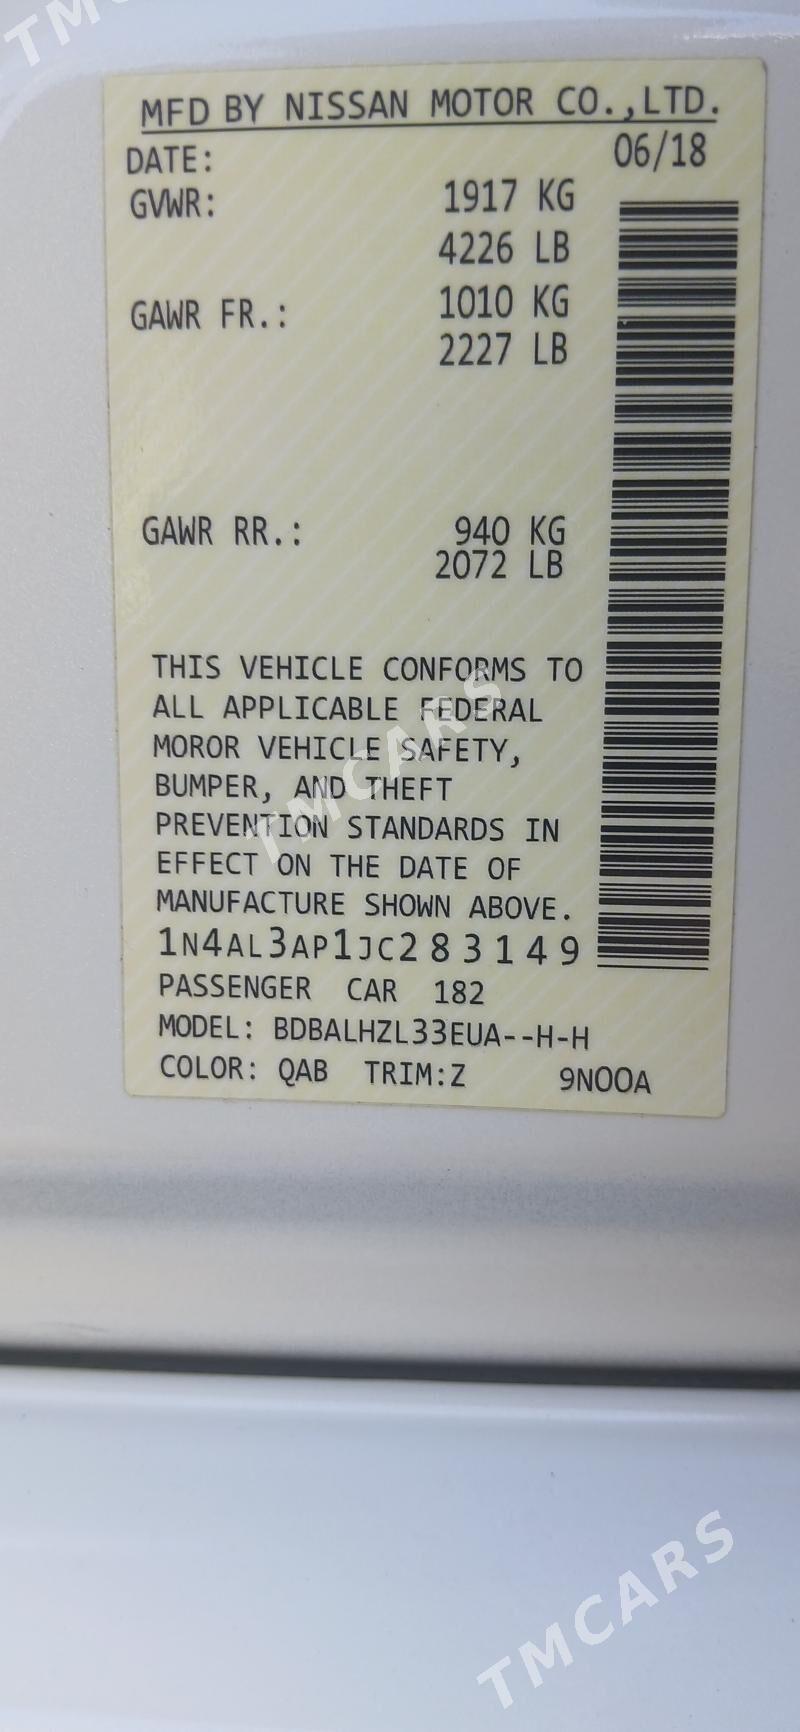 TMCARS
MFD BY NISSAN MOTOR CO.,LTD.
DATE: 06/18
GVWR: 1917 KG
4226 LB
GAWR FR.: 1010 KG
2227 LB
GAWR RR.: 940 KG
2072 LB
THIS VEHICLE CONFORMS TO
ALL APPLICABLE FEDERAL
MOROR VEHICLE SAFETY,
BUMPER, AND THEFT
PREVENTION STANDARDS IN
EFFECT ON THE DATE OF
MANUFACTURE SHOWN ABOVE.
1N4AL3AP1JC283149
PASSENGER CAR 182
MODEL: BDBALHZL33EUA--H-H
COLOR: QAB TRIM:Z 9NOOA
TMCARS
TMCARS